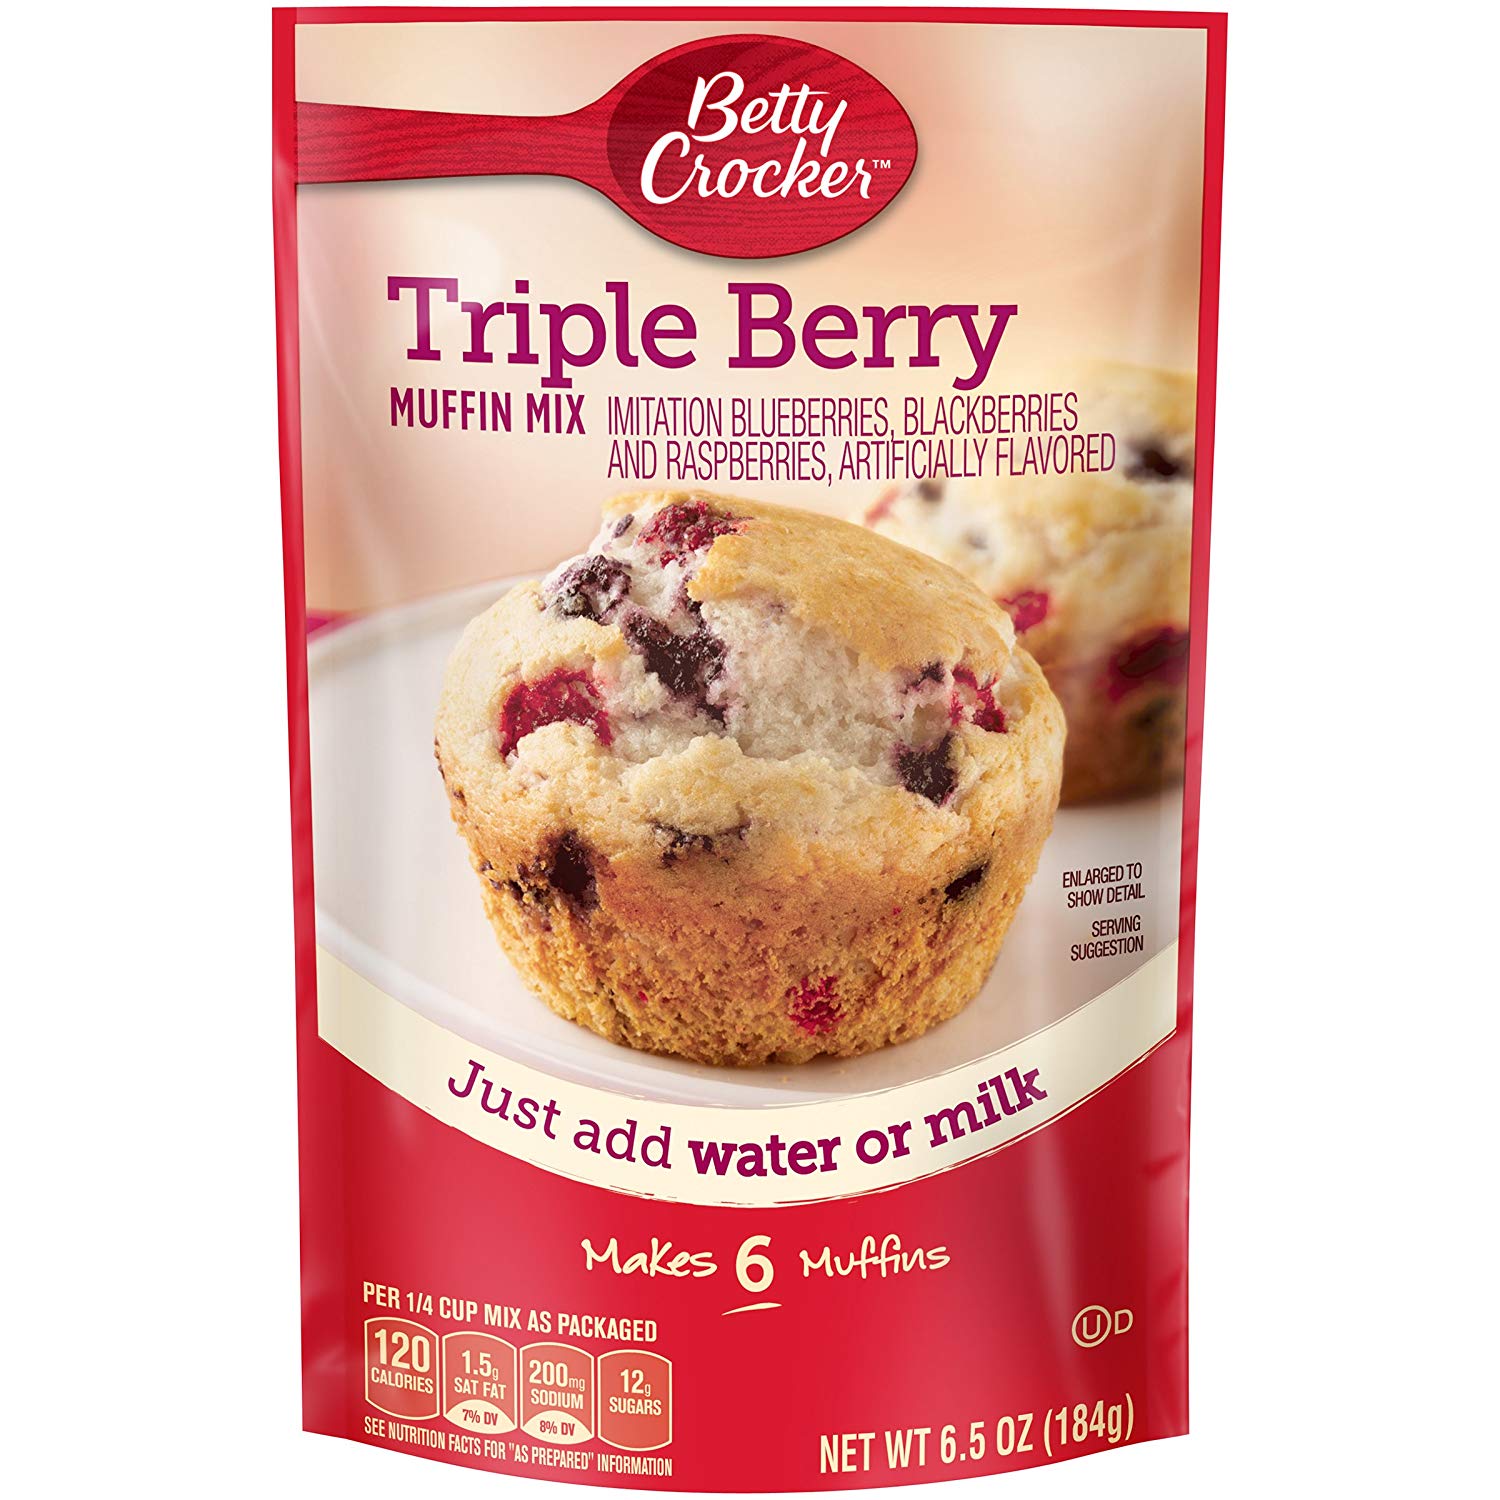 Betty
Crocker™
Triple Berry
MUFFIN MIX
IMITATION BLUEBERRIES, BLACKBERRIES
AND RASPBERRIES, ARTIFICIALLY FLAVORED
ENLARGED TO
SHOW DETAIL
SERVING
SUGGESTION
Just add water or milk
Makes 6 Muffins
PER 1/4 CUP MIX AS PACKAGED
120
CALORIES
1.5g
SAT FAT
7% DV
200mg
SODIUM
8% DV
12g
SUGARS
SEE NUTRITION FACTS FOR "AS PREPARED" INFORMATION
U D
NET WT 6.5 OZ (184g)